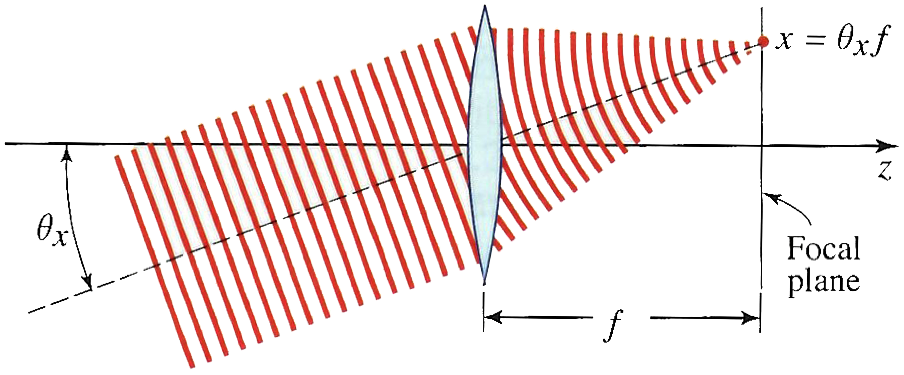 x = θₓf
z
θₓ
Focal
plane
f